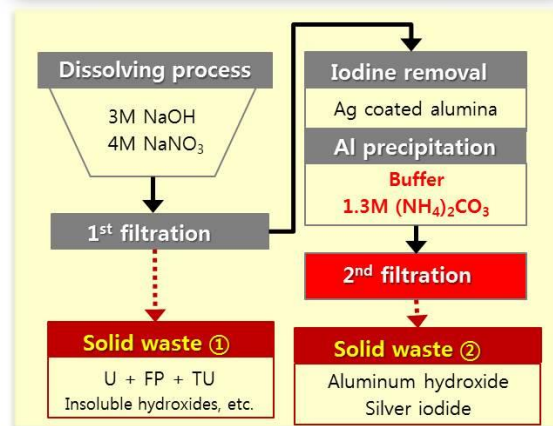 Dissolving process
3M NaOH
4M NaNO₃
1st filtration
Solid waste ①
U + FP + TU
Insoluble hydroxides, etc.
Iodine removal
Ag coated alumina
Al precipitation
Buffer
1.3M (NH₄)₂CO₃
2nd filtration
Solid waste ②
Aluminum hydroxide
Silver iodide